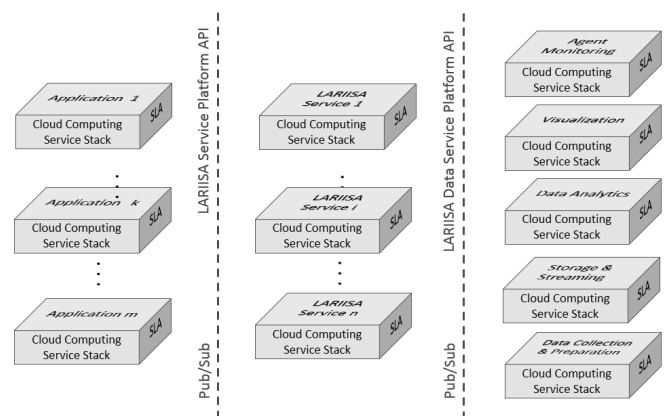 Application 1
SLA
Cloud Computing
Service Stack
Application k
SLA
Cloud Computing
Service Stack
Application m
SLA
Cloud Computing
Service Stack
LARIISA Service Platform API
Pub/Sub
LARIISA
Service 1
SLA
Cloud Computing
Service Stack
LARIISA
Service i
SLA
Cloud Computing
Service Stack
LARIISA
Service n
SLA
Cloud Computing
Service Stack
LARIISA Data Service Platform API
Pub/Sub
Agent
Monitoring
SLA
Cloud Computing
Service Stack
Visualization
SLA
Cloud Computing
Service Stack
Data Analytics
SLA
Cloud Computing
Service Stack
Storage &
Streaming
SLA
Cloud Computing
Service Stack
Data Collection
& Preparation
SLA
Cloud Computing
Service Stack